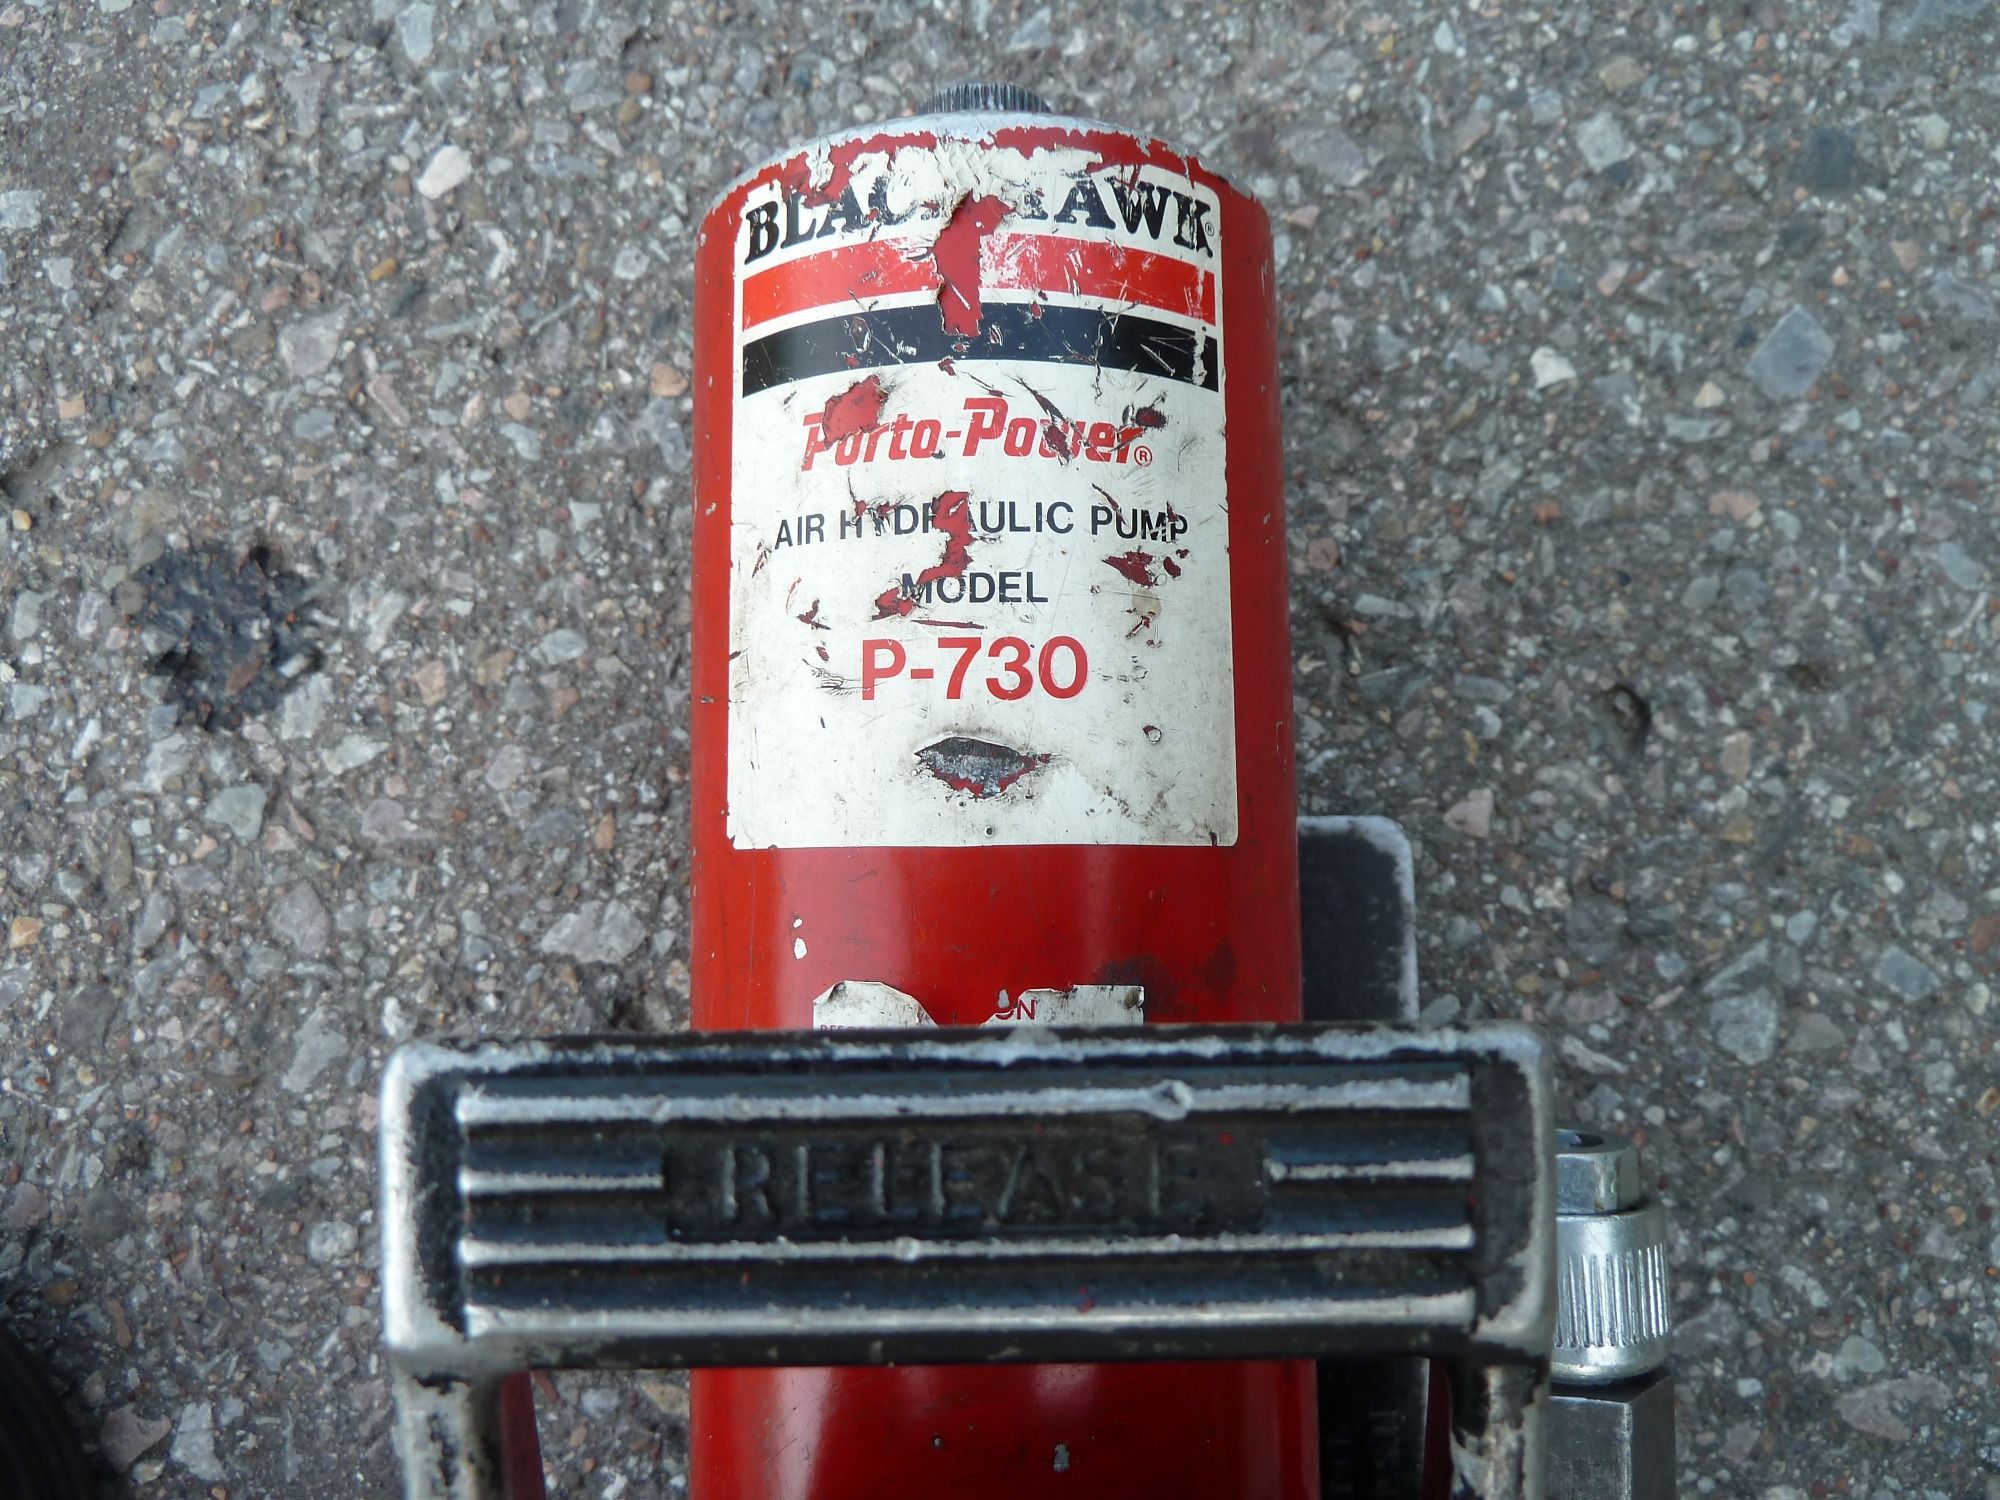 BLACKHAWK®
Porto-Power®
AIR HYDRAULIC PUMP
MODEL
P-730
RELEASE